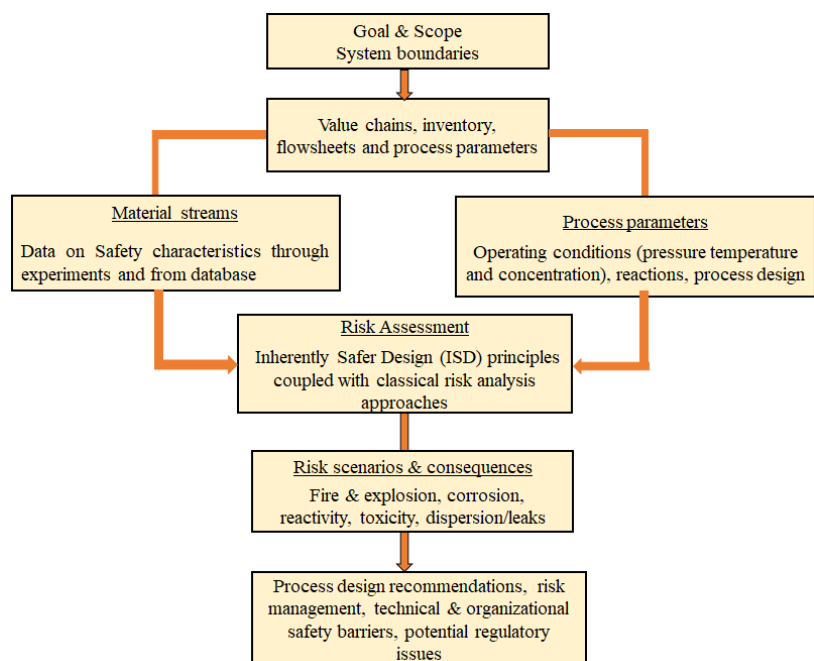 Goal & Scope
System boundaries
Value chains, inventory,
flowsheets and process parameters
Material streams
Data on Safety characteristics through
experiments and from database
Process parameters
Operating conditions (pressure temperature
and concentration), reactions, process design
Risk Assessment
Inherently Safer Design (ISD) principles
coupled with classical risk analysis
approaches
Risk scenarios & consequences
Fire & explosion, corrosion,
reactivity, toxicity, dispersion/leaks
Process design recommendations, risk
management, technical & organizational
safety barriers, potential regulatory
issues